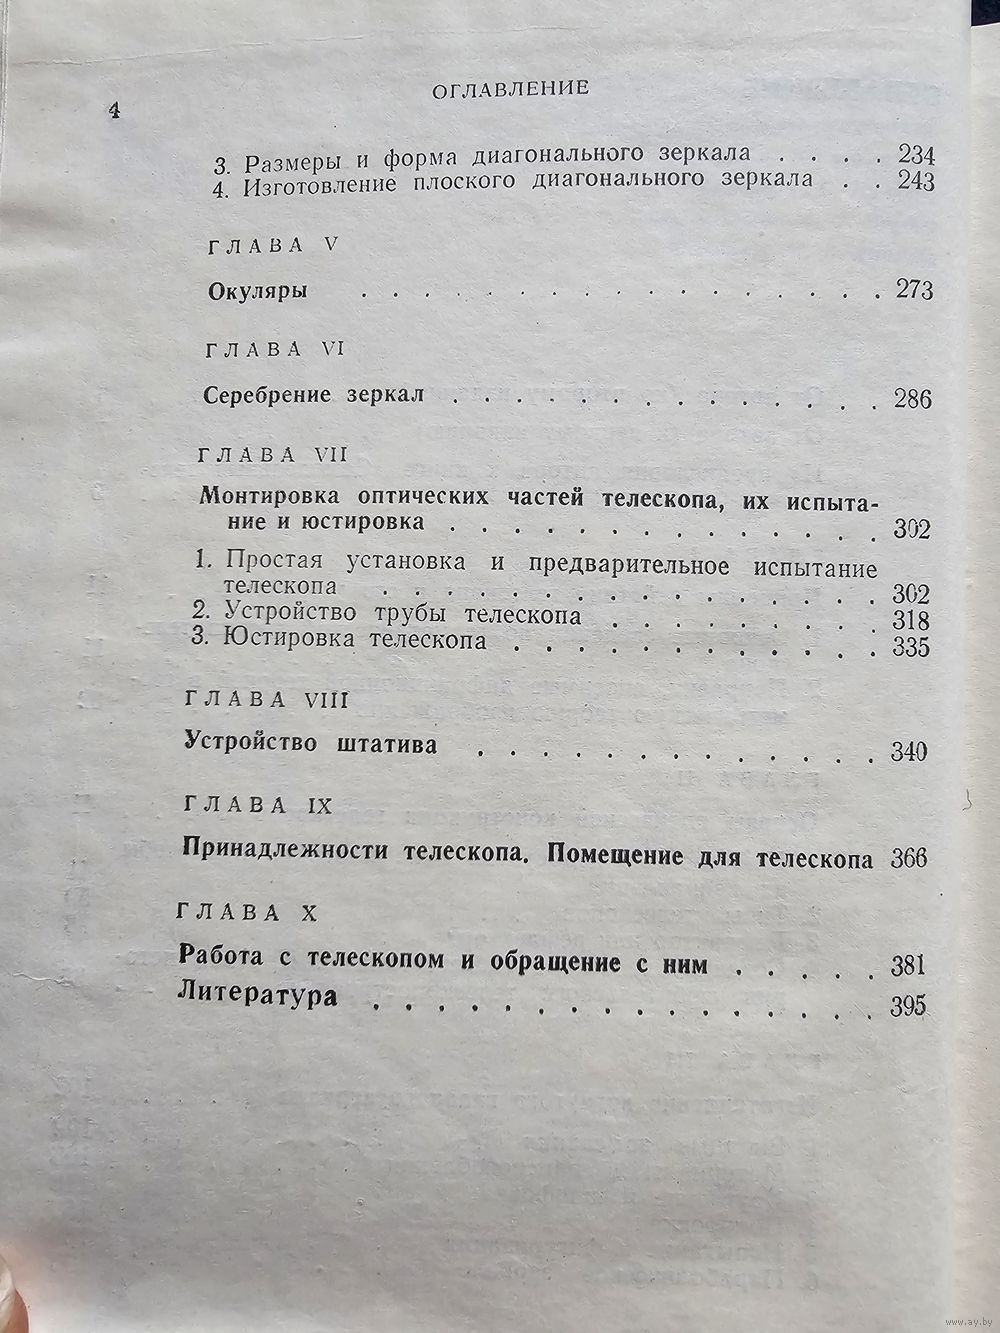 4
ОГЛАВЛЕНИЕ
3. Размеры и форма диагонального зеркала . . . . 234
4. Изготовление плоского диагонального зеркала . . 243
ГЛАВА V
Окуляры . . . . . . . . . . . . . . . . . 273
ГЛАВА VI
Серебрение зеркал . . . . . . . . . . . . . . 286
ГЛАВА VII
Монтировка оптических частей телескопа, их испыта-
ние и юстировка . . . . . . . . . . . . . . 302
1. Простая установка и предварительное испытание
телескопа . . . . . . . . . . . . . . . . 302
2. Устройство трубы телескопа . . . . . . . . . 318
3. Юстировка телескопа . . . . . . . . . . . . 335
ГЛАВА VIII
Устройство штатива . . . . . . . . . . . . . 340
ГЛАВА IX
Принадлежности телескопа. Помещение для телескопа 366
ГЛАВА X
Работа с телескопом и обращение с ним . . . . . 381
Литература . . . . . . . . . . . . . . . . 395
www.ay.by